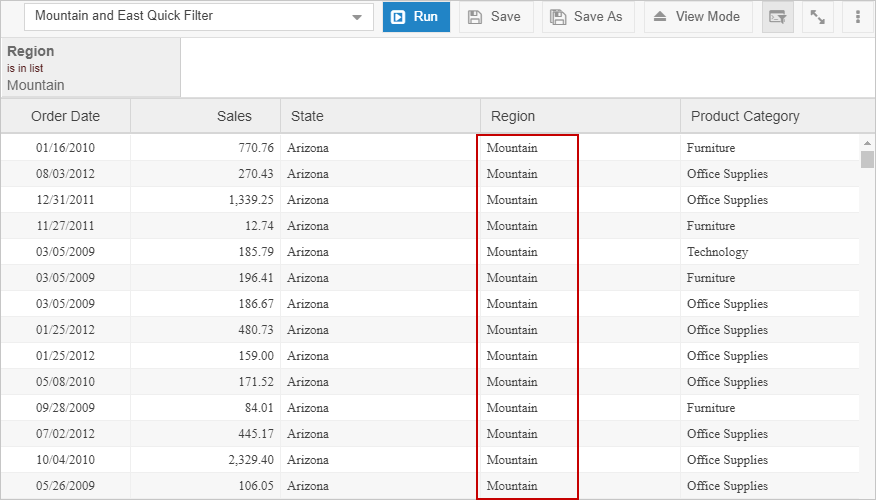 Mountain and East Quick Filter Run Save Save As View Mode
Region
is in list
Mountain
Order Date Sales State Region Product Category
01/16/2010 770.76 Arizona Mountain Furniture
08/03/2012 270.43 Arizona Mountain Office Supplies
12/31/2011 1,339.25 Arizona Mountain Office Supplies
11/27/2011 12.74 Arizona Mountain Furniture
03/05/2009 185.79 Arizona Mountain Technology
03/05/2009 196.41 Arizona Mountain Furniture
03/05/2009 186.67 Arizona Mountain Office Supplies
01/25/2012 480.73 Arizona Mountain Office Supplies
01/25/2012 159.00 Arizona Mountain Office Supplies
05/08/2010 171.52 Arizona Mountain Office Supplies
09/28/2009 84.01 Arizona Mountain Furniture
07/02/2012 445.17 Arizona Mountain Office Supplies
10/04/2010 2,329.40 Arizona Mountain Office Supplies
05/26/2009 106.05 Arizona Mountain Office Supplies